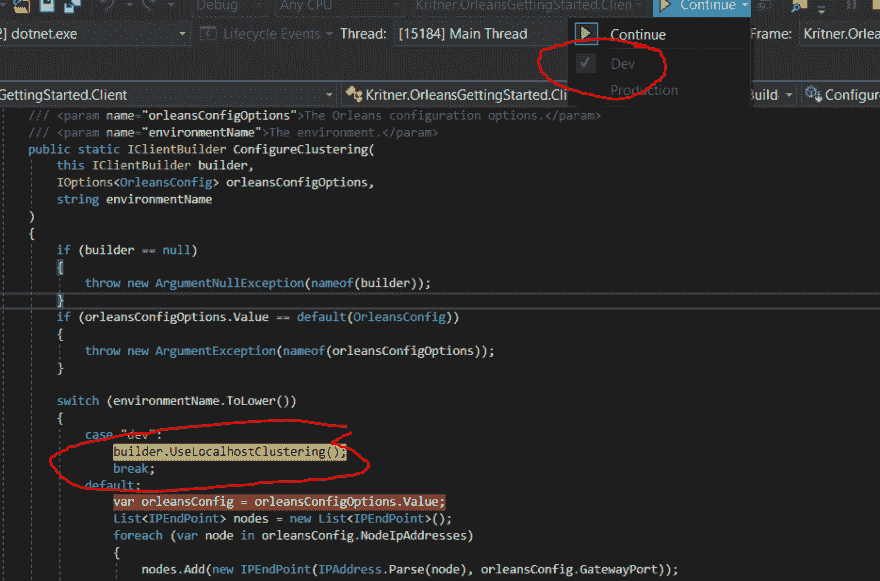 Debug Any CPU Kritner.OrleansGettingStarted.Clien Continue
2] dotnet.exe Lifecycle Events Thread: [15184] Main Thread Continue Frame: Kritner.Orlea
Dev
GettingStarted.Client Kritner.OrleansGettingStarted.Cli Production Build Configure
/// <param name="orleansConfigOptions">The Orleans configuration options.</param>
/// <param name="environmentName">The environment.</param>
public static IClientBuilder ConfigureClustering(
this IClientBuilder builder,
IOptions<OrleansConfig> orleansConfigOptions,
string environmentName
)
{
if (builder == null)
{
throw new ArgumentNullException(nameof(builder));
}
if (orleansConfigOptions.Value == default(OrleansConfig))
{
throw new ArgumentException(nameof(orleansConfigOptions));
}
switch (environmentName.ToLower())
{
case "dev":
builder.UseLocalhostClustering();
break;
default:
var orleansConfig = orleansConfigOptions.Value;
List<IPEndPoint> nodes = new List<IPEndPoint>();
foreach (var node in orleansConfig.NodeIpAddresses)
{
nodes.Add(new IPEndPoint(IPAddress.Parse(node), orleansConfig.GatewayPort));